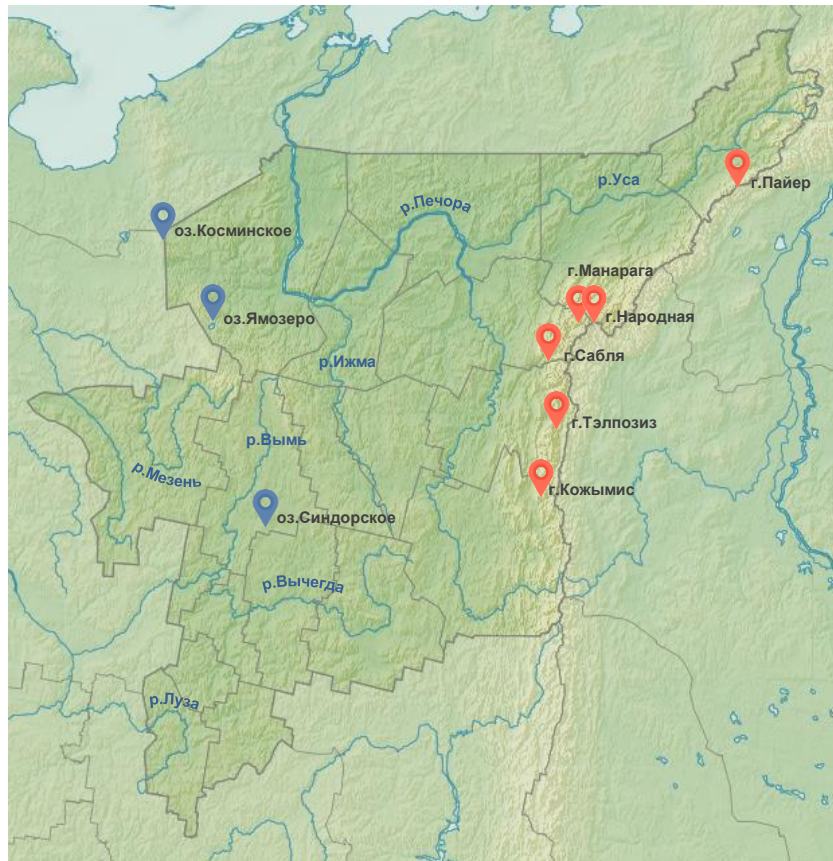 г.Пайер
р.Уса
р.Печора
оз.Косминское
г.Манарага
оз.Ямозеро
г.Народная
г.Сабля
р.Ижма
г.Тэлпозиз
р.Вымь
р.Мезень
г.Кожымис
оз.Синдорское
р.Вычегда
р.Луза